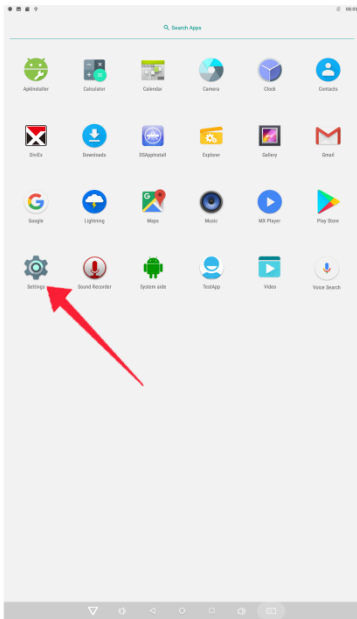 Search Apps
ApkInstaller Calculator Calendar Camera Clock Contacts
Downloads DSAppInstall Explorer Gallery Gmail
Google Lightning Maps Music MX Player Play Store
Settings Sound Recorder System aide TestApp Video Voice Search